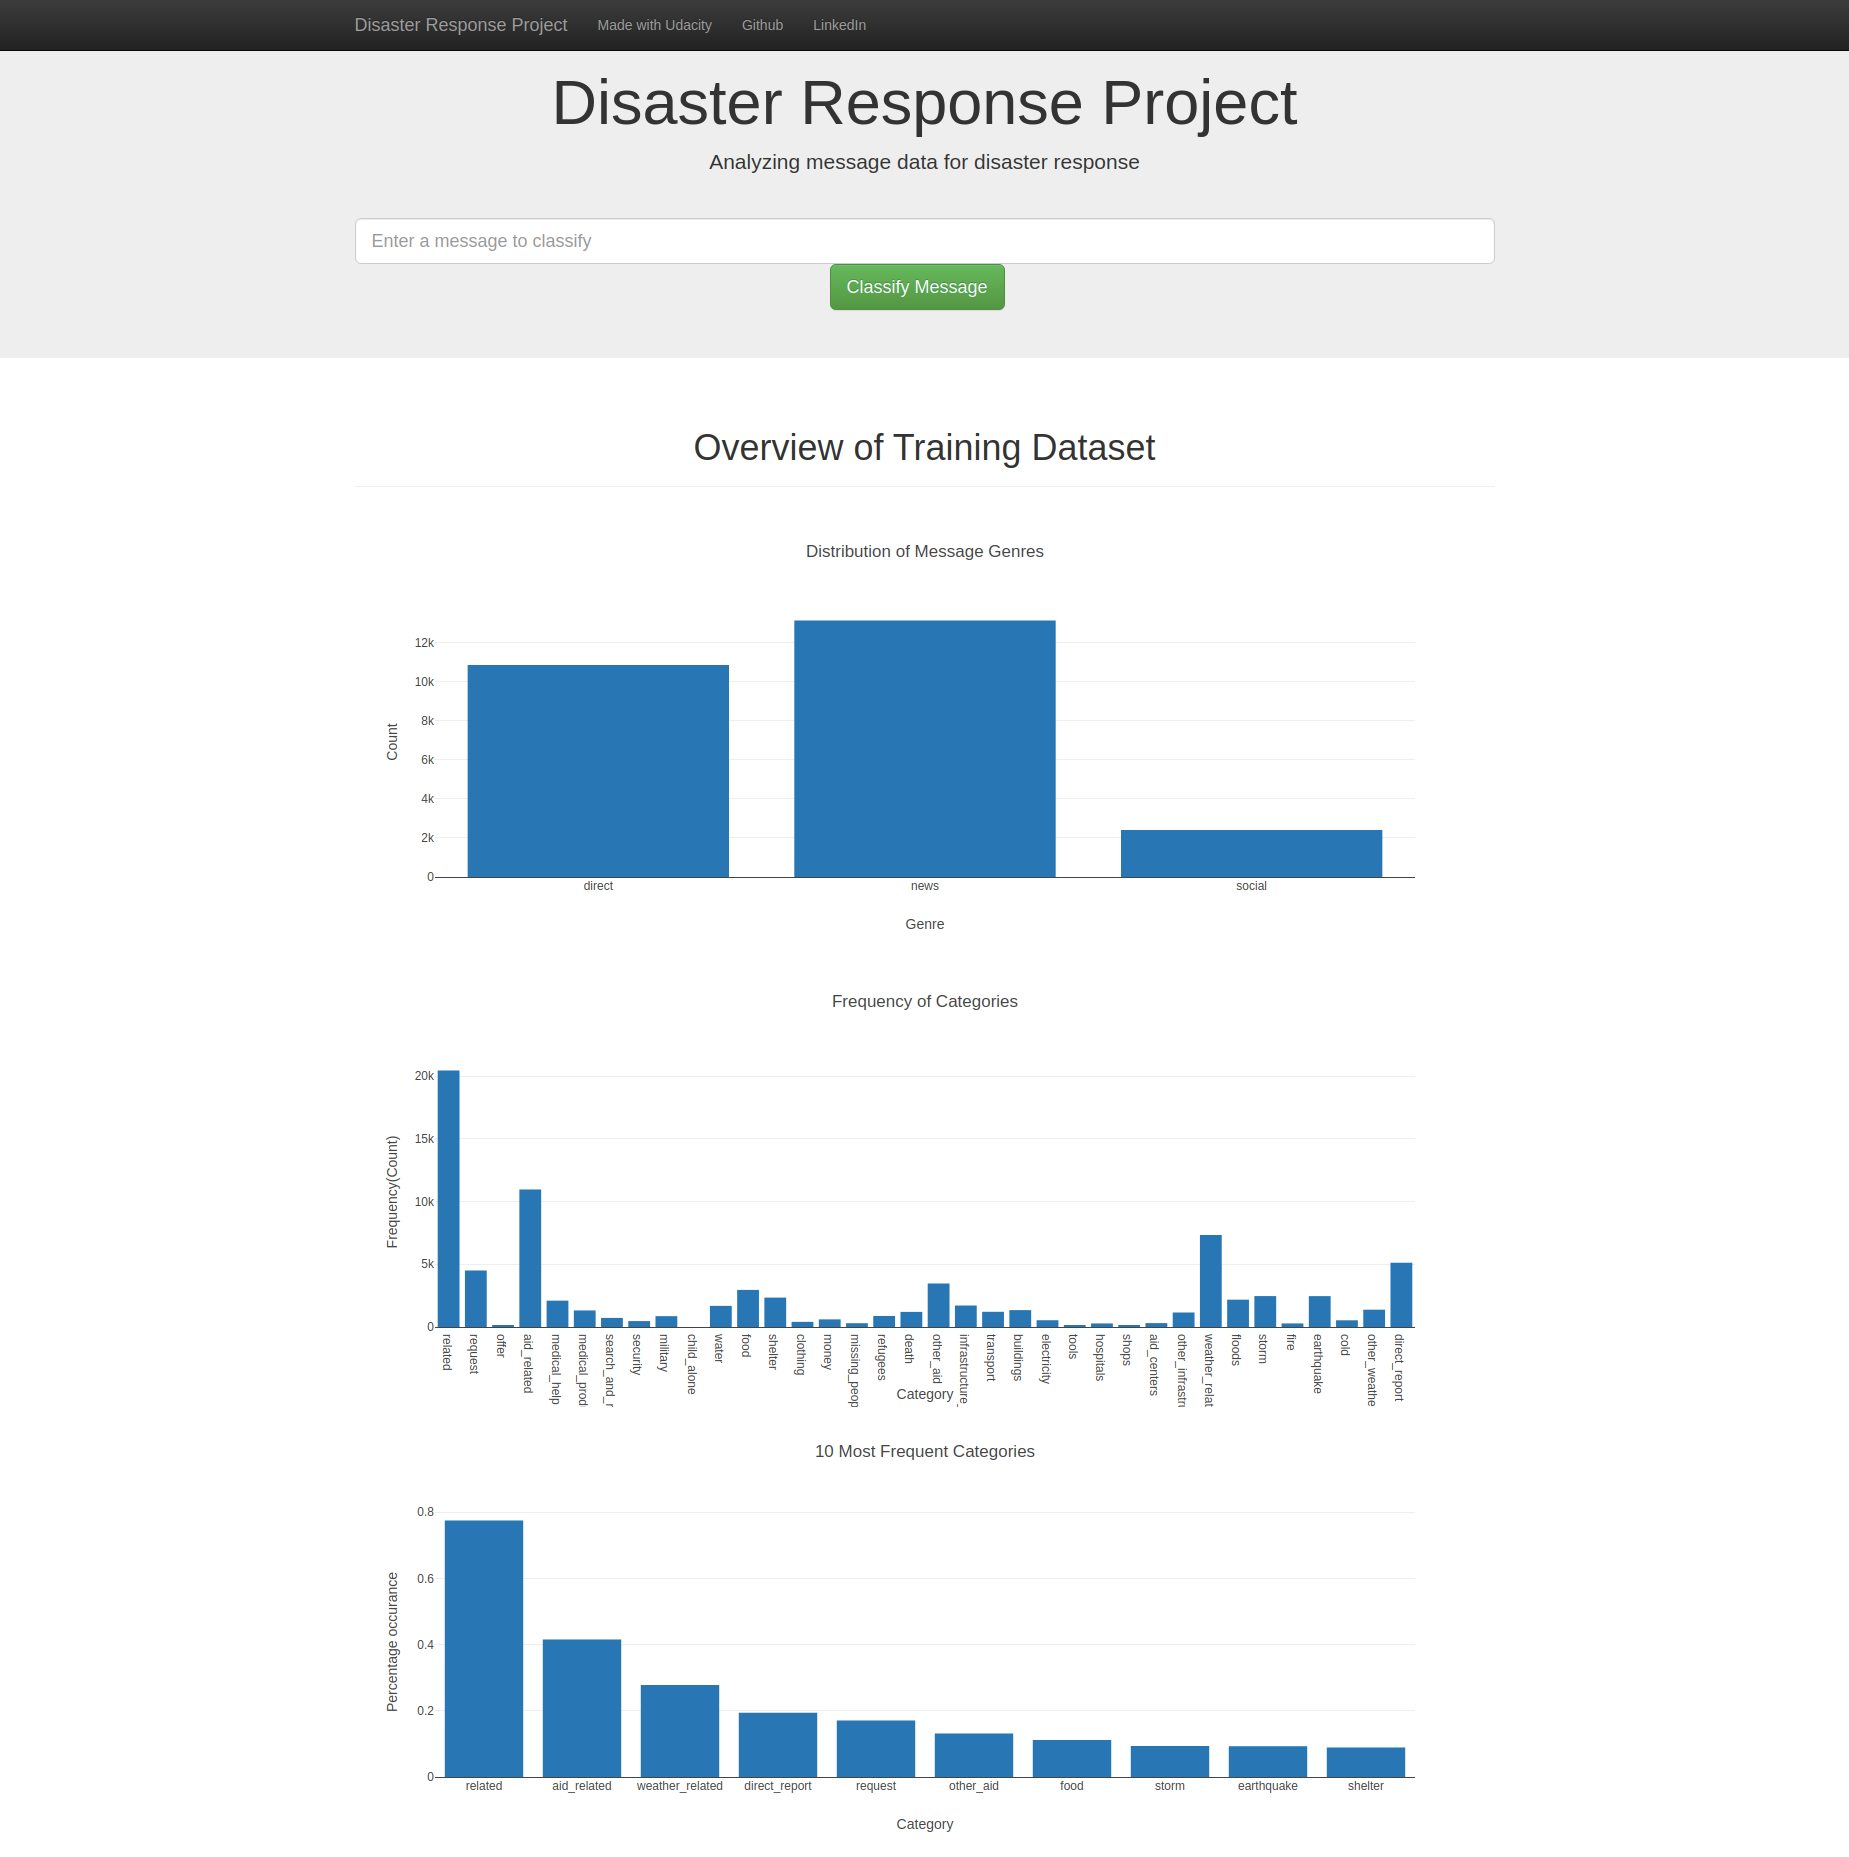 Disaster Response Project Made with Udacity Github LinkedIn
Disaster Response Project
Analyzing message data for disaster response
Enter a message to classify
Classify Message
Overview of Training Dataset
Distribution of Message Genres
12k
10k
8k
6k
4k
2k
0
Count
direct news social
Genre
Frequency of Categories
20k
15k
10k
5k
0
Frequency(Count)
related
request
offer
aid_related
medical_help
medical_prod
search_and_r
security
military
child_alone
water
food
shelter
clothing
money
missing_peop
refugees
death
other_aid
infrastructure_
transport
buildings
electricity
tools
hospitals
shops
aid_centers
other_infrastru
weather_relat
floods
storm
fire
earthquake
cold
other_weathe
direct_report
Category
10 Most Frequent Categories
0.8
0.6
0.4
0.2
0
Percentage occurance
related aid_related weather_related direct_report request other_aid food storm earthquake shelter
Category